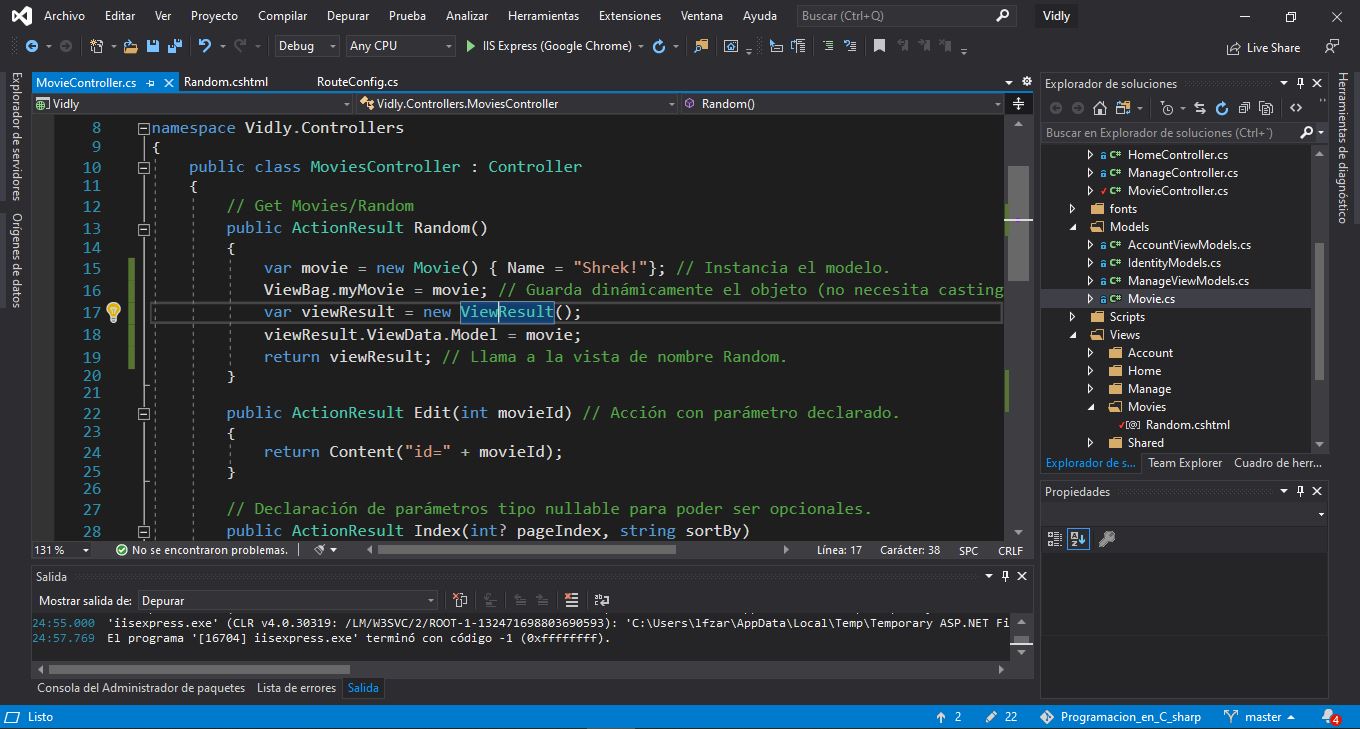 Archivo Editar Ver Proyecto Compilar Depurar Prueba Analizar Herramientas Extensiones Ventana Ayuda Buscar (Ctrl+Q) Vidly
Debug Any CPU IIS Express (Google Chrome) Live Share
MovieController.cs Random.cshtml RouteConfig.cs
Vidly Vidly.Controllers.MoviesController Random()
Explorador de servidores
Orígenes de datos
8 namespace Vidly.Controllers
9 {
10 public class MoviesController : Controller
11 {
12 // Get Movies/Random
13 public ActionResult Random()
14 {
15 var movie = new Movie() { Name = "Shrek!"}; // Instancia el modelo.
16 ViewBag.myMovie = movie; // Guarda dinámicamente el objeto (no necesita casting
17 var viewResult = new ViewResult();
18 viewResult.ViewData.Model = movie;
19 return viewResult; // Llama a la vista de nombre Random.
20 }
21
22 public ActionResult Edit(int movieId) // Acción con parámetro declarado.
23 {
24 return Content("id=" + movieId);
25 }
26
27 // Declaración de parámetros tipo nullable para poder ser opcionales.
28 public ActionResult Index(int? pageIndex, string sortBy)
131 % No se encontraron problemas. Línea: 17 Carácter: 38 SPC CRLF
Salida
Mostrar salida de: Depurar
24:55.000 'iisexpress.exe' (CLR v4.0.30319: /LM/W3SVC/2/ROOT-1-132471698803690593): 'C:\Users\lfzar\AppData\Local\Temp\Temporary ASP.NET Fi
24:57.769 El programa '[16704] iisexpress.exe' terminó con código -1 (0xffffffff).
Consola del Administrador de paquetes Lista de errores Salida
Explorador de soluciones
Buscar en Explorador de soluciones (Ctrl+´)
C# HomeController.cs
C# ManageController.cs
C# MovieController.cs
fonts
Models
C# AccountViewModels.cs
C# IdentityModels.cs
C# ManageViewModels.cs
C# Movie.cs
Scripts
Views
Account
Home
Manage
Movies
[@] Random.cshtml
Shared
Explorador de s... Team Explorer Cuadro de herr...
Propiedades
Herramientas de diagnóstico
Listo 2 22 Programacion_en_C_sharp master 4